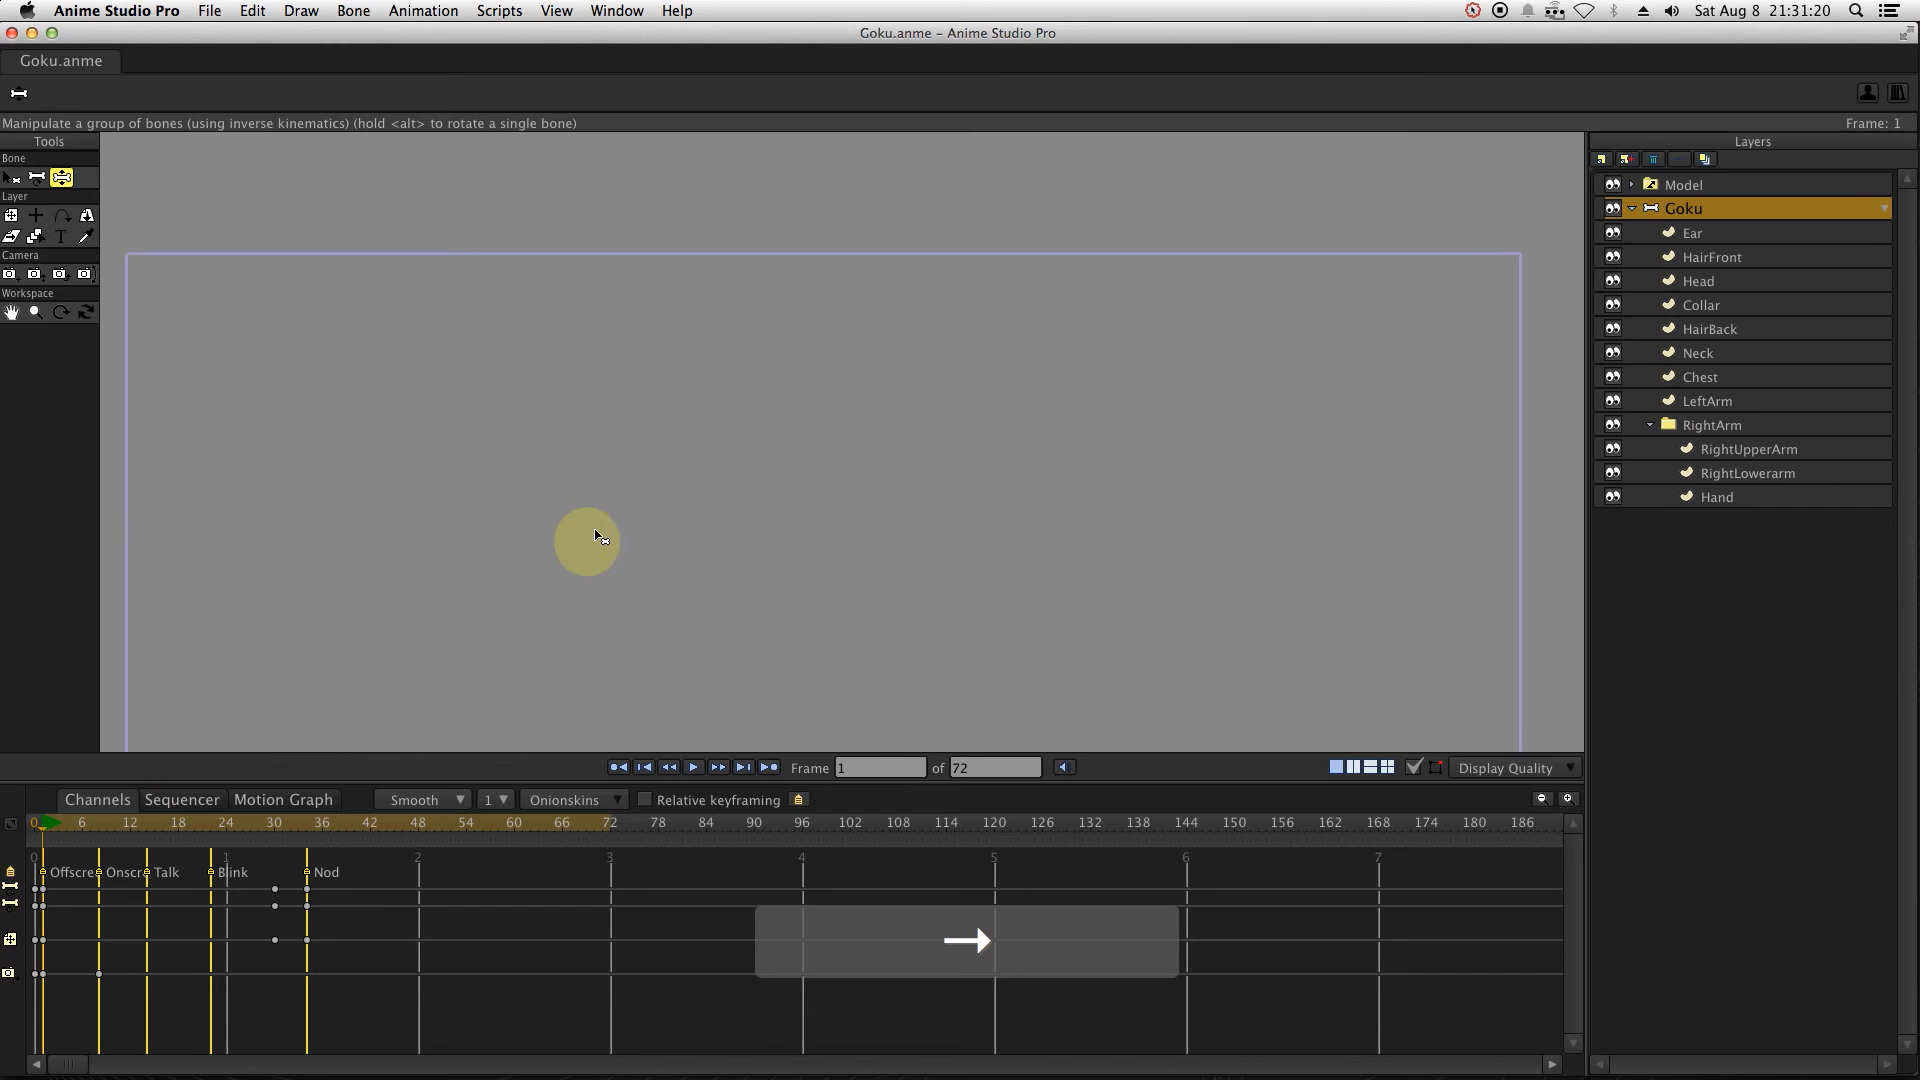 Anime Studio Pro File Edit Draw Bone Animation Scripts View Window Help Sat Aug 8 21:31:20
Goku.anme – Anime Studio Pro
Goku.anme
Manipulate a group of bones (using inverse kinematics) (hold <alt> to rotate a single bone) Frame: 1
Tools
Bone
Layer
T
Camera
Workspace
Layers
Model
Goku
Ear
HairFront
Head
Collar
HairBack
Neck
Chest
LeftArm
RightArm
RightUpperArm
RightLowerarm
Hand
Frame 1 of 72 Display Quality
Channels Sequencer Motion Graph Smooth 1 Onionskins Relative keyframing
0 6 12 18 24 30 36 42 48 54 60 66 72 78 84 90 96 102 108 114 120 126 132 138 144 150 156 162 168 174 180 186
0 1 2 3 4 5 6 7
Offscre Onscr Talk Blink Nod